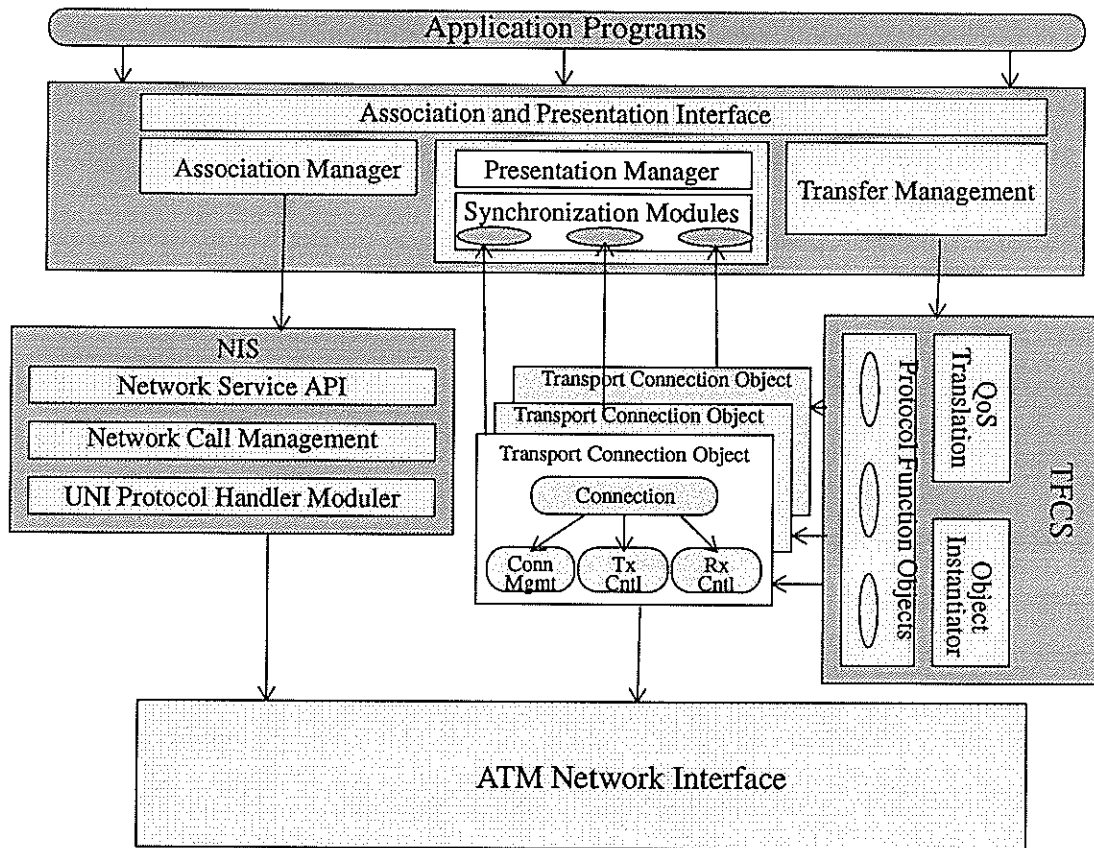 Application Programs
Association and Presentation Interface
Association Manager
Presentation Manager
Synchronization Modules
Transfer Management
NIS
Network Service API
Network Call Management
UNI Protocol Handler Moduler
Transport Connection Object
Transport Connection Object
Transport Connection Object
Connection
Conn
Mgmt
Tx
Cntl
Rx
Cntl
Protocol Function Objects
QoS
Translation
Object
Instantiator
TFCS
ATM Network Interface